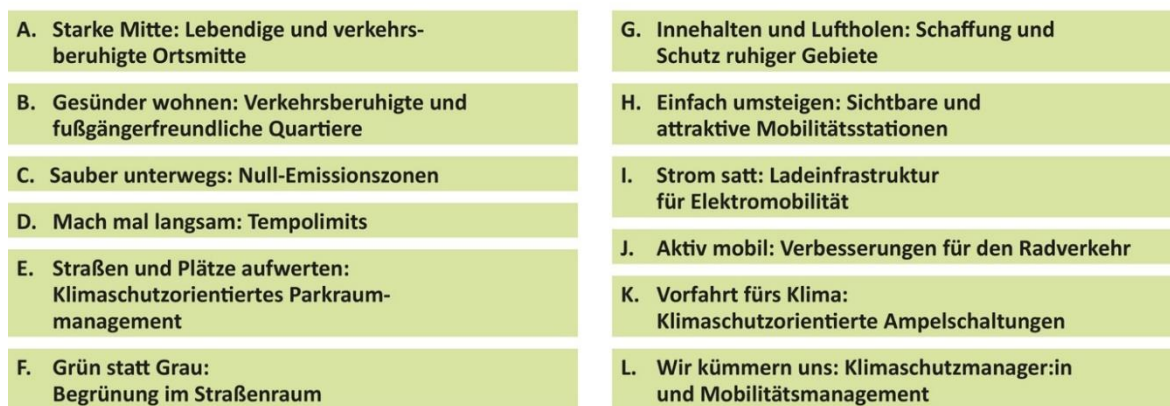 A. Starke Mitte: Lebendige und verkehrs-
beruhigte Ortsmitte
B. Gesünder wohnen: Verkehrsberuhigte und
fußgängerfreundliche Quartiere
C. Sauber unterwegs: Null-Emissionszonen
D. Mach mal langsam: Tempolimits
E. Straßen und Plätze aufwerten:
Klimaschutzorientiertes Parkraum-
management
F. Grün statt Grau:
Begrünung im Straßenraum
G. Innehalten und Luftholen: Schaffung und
Schutz ruhiger Gebiete
H. Einfach umsteigen: Sichtbare und
attraktive Mobilitätsstationen
I. Strom satt: Ladeinfrastruktur
für Elektromobilität
J. Aktiv mobil: Verbesserungen für den Radverkehr
K. Vorfahrt fürs Klima:
Klimaschutzorientierte Ampelschaltungen
L. Wir kümmern uns: Klimaschutzmanager:in
und Mobilitätsmanagement